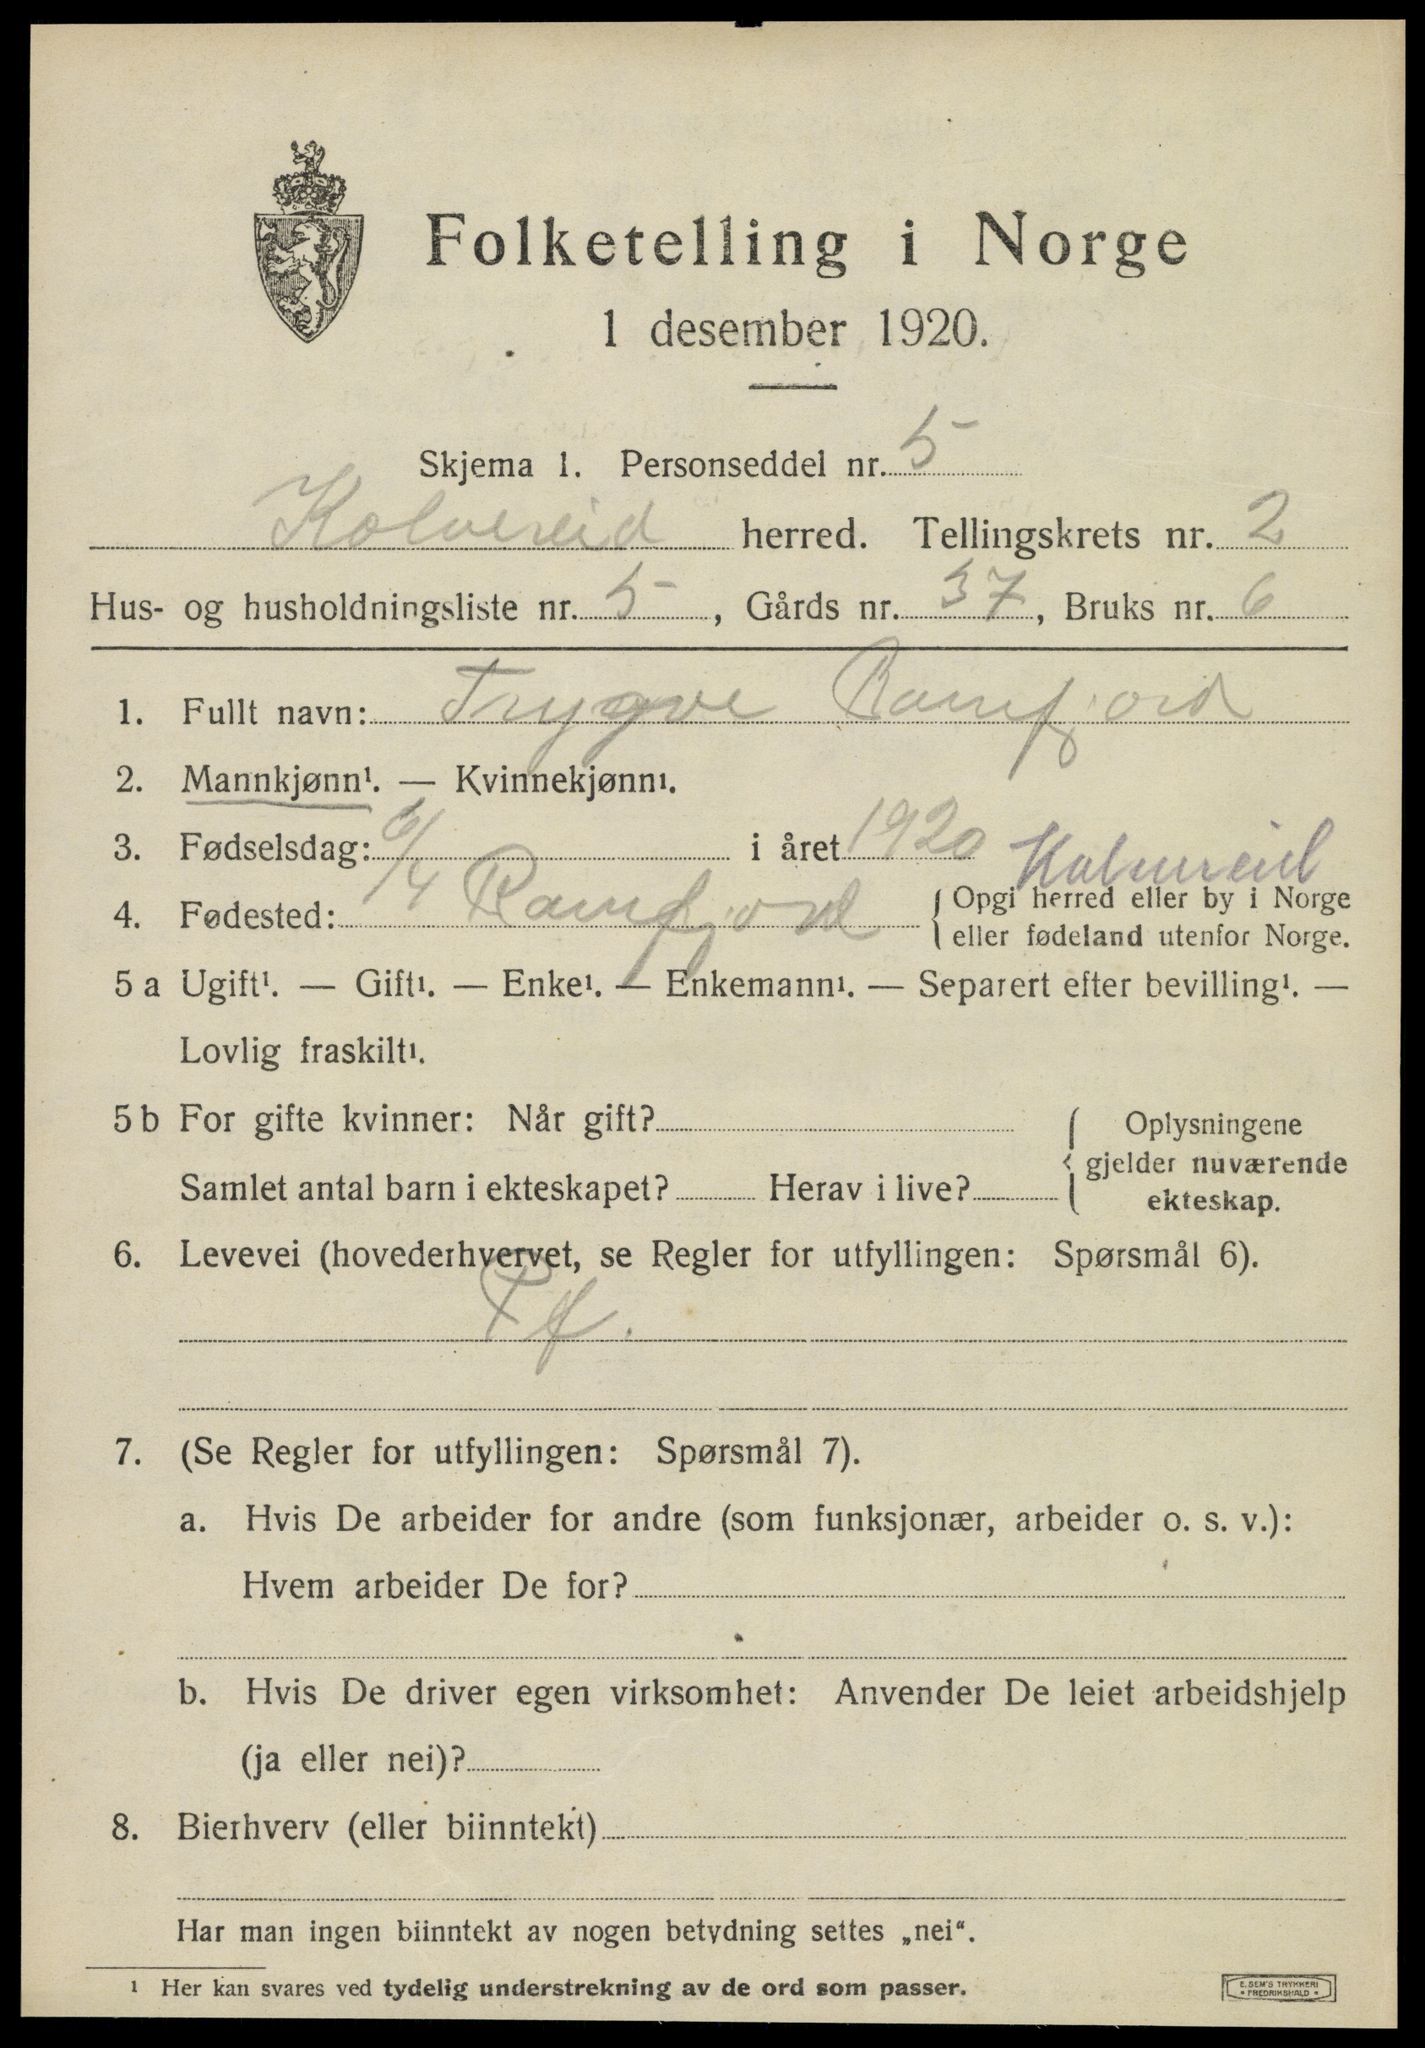 Folketelling i Norge
1 desember 1920.
Skjema 1. Personseddel nr. 5
Kolvereid herred. Tellingskrets nr. 2
Hus- og husholdningsliste nr. 5, Gårds nr. 37, Bruks nr. 6
1. Fullt navn: Trygve Ramfjord
2. Mannkjønn¹. — Kvinnekjønn¹.
3. Fødselsdag: 6/4 i året 1920 Kolvereid
4. Fødested: Ramfjord { Opgi herred eller by i Norge
eller fødeland utenfor Norge.
5 a Ugift¹. — Gift¹. — Enke¹. — Enkemann¹. — Separert efter bevilling¹. —
Lovlig fraskilt¹.
5 b For gifte kvinner: Når gift? { Oplysningene
gjelder nuværende
Samlet antal barn i ekteskapet? Herav i live?
ekteskap.
6. Levevei (hovederhvervet, se Regler for utfyllingen: Spørsmål 6).
Pf.
7. (Se Regler for utfyllingen: Spørsmål 7).
a. Hvis De arbeider for andre (som funksjonær, arbeider o. s. v.):
Hvem arbeider De for?
b. Hvis De driver egen virksomhet: Anvender De leiet arbeidshjelp
(ja eller nei)?
8. Bierhverv (eller biinntekt)
Har man ingen biinntekt av nogen betydning settes „nei“.
¹ Her kan svares ved tydelig understrekning av de ord som passer.
E. SEM'S TRYKKERI
• FREDRIKSHALD •